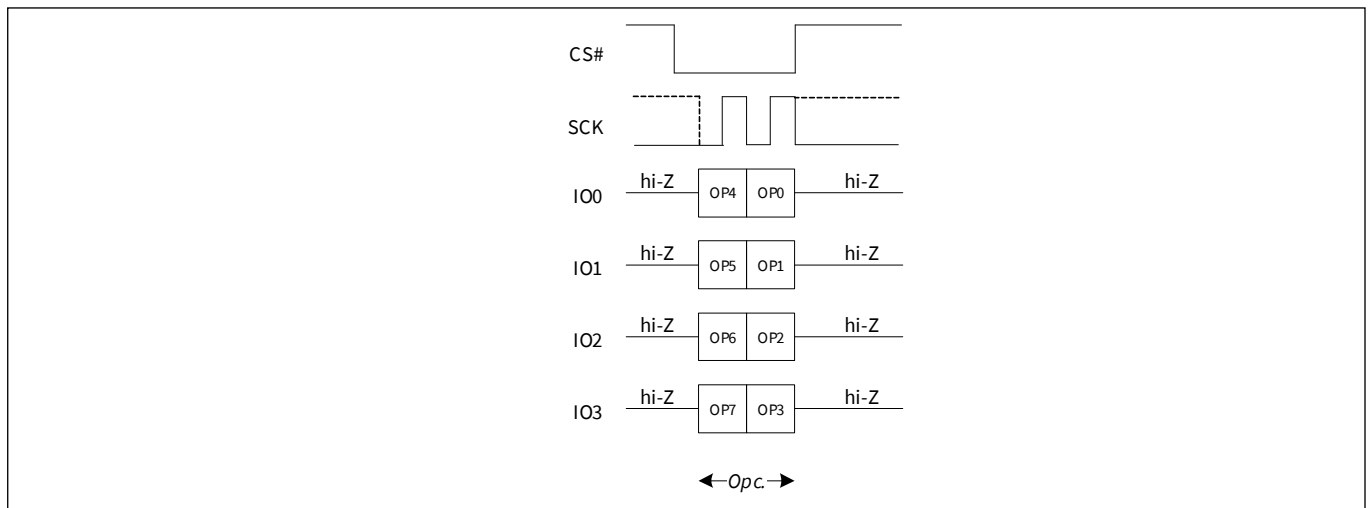 CS#
SCK
IO0 hi-Z OP4 OP0 hi-Z
IO1 hi-Z OP5 OP1 hi-Z
IO2 hi-Z OP6 OP2 hi-Z
IO3 hi-Z OP7 OP3 hi-Z
Opc.